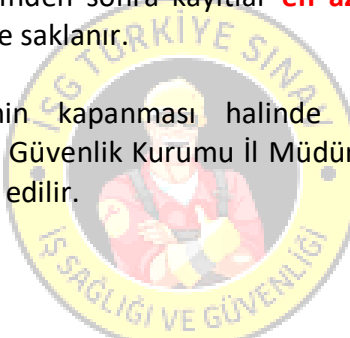 imden sonra kayıtlar en az
e saklanır.
nin kapanması halinde
Güvenlik Kurumu İl Müdür
edilir.
İSG TÜRKİYE SINAV
İŞ SAĞLIĞI VE GÜVENLİĞİ